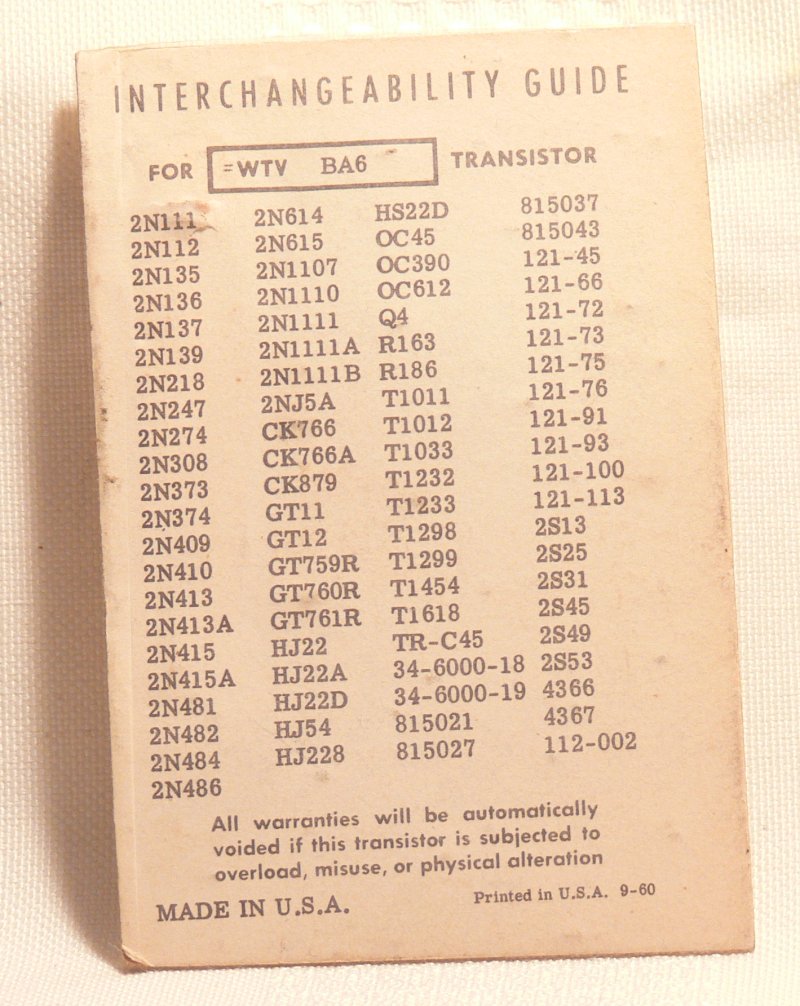 INTERCHANGEABILITY GUIDE
FOR =WTV BA6 TRANSISTOR
2N111 2N614 HS22D 815037
2N112 2N615 OC45 815043
2N135 2N1107 OC390 121-45
2N136 2N1110 OC612 121-66
2N137 2N1111 Q4 121-72
2N139 2N1111A R163 121-73
2N218 2N1111B R186 121-75
2N247 2NJ5A T1011 121-76
2N274 CK766 T1012 121-91
2N308 CK766A T1033 121-93
2N373 CK879 T1232 121-100
2N374 GT11 T1233 121-113
2N409 GT12 T1298 2S13
2N410 GT759R T1299 2S25
2N413 GT760R T1454 2S31
2N413A GT761R T1618 2S45
2N415 HJ22 TR-C45 2S49
2N415A HJ22A 34-6000-18 2S53
2N481 HJ22D 34-6000-19 4366
2N482 HJ54 815021 4367
2N484 HJ228 815027 112-002
2N486
All warranties will be automatically
voided if this transistor is subjected to
overload, misuse, or physical alteration
MADE IN U.S.A. Printed in U.S.A. 9-60